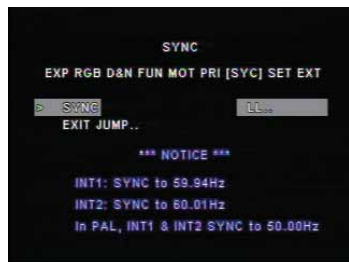 SYNC
EXP RGB D&N FUN MOT PRI [SYC] SET EXT
> SYNC LL..
EXIT JUMP..
*** NOTICE ***
INT1: SYNC to 59.94Hz
INT2: SYNC to 60.01Hz
In PAL, INT1 & INT2 SYNC to 50.00Hz